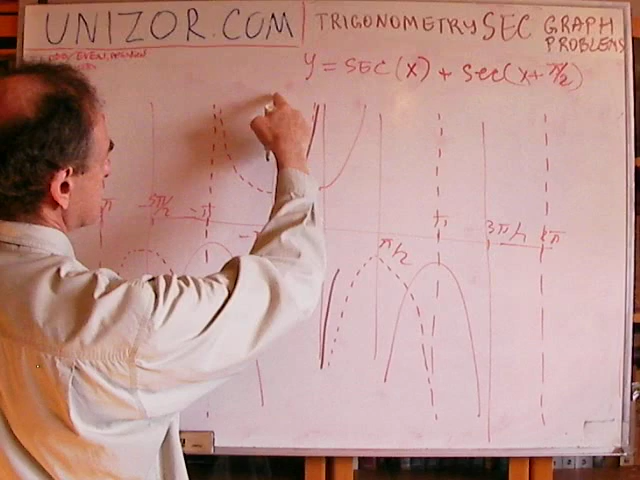 UNIZOR.COM
TRIGONOMETRY SEC GRAPH
PROBLEMS
y = SEC(X) + Sec(X+π/2)
-π
π/2
π
3π/2
2π